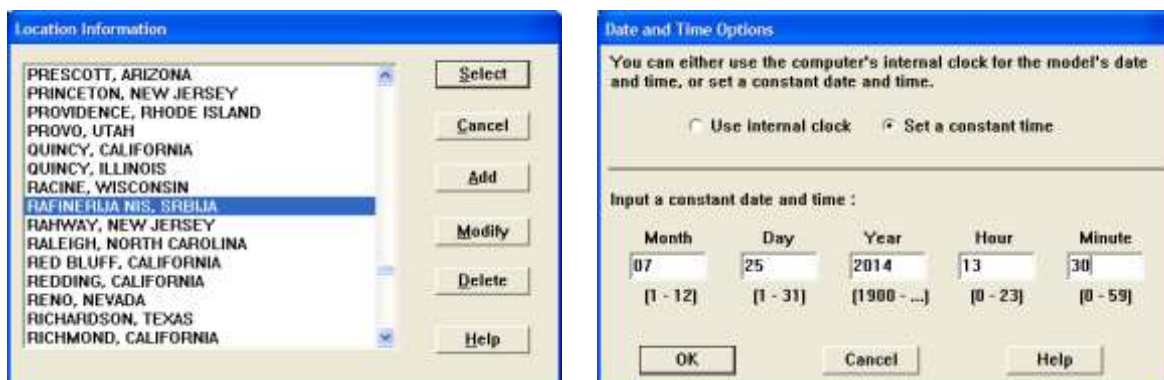 Location Information
PRESCOTT, ARIZONA
PRINCETON, NEW JERSEY
PROVIDENCE, RHODE ISLAND
PROVO, UTAH
QUINCY, CALIFORNIA
QUINCY, ILLINOIS
RACINE, WISCONSIN
RAFINERIJA NIS, SRBIJA
RAHWAY, NEW JERSEY
RALEIGH, NORTH CAROLINA
RED BLUFF, CALIFORNIA
REDDING, CALIFORNIA
RENO, NEVADA
RICHARDSON, TEXAS
RICHMOND, CALIFORNIA
Select
Cancel
Add
Modify
Delete
Help
Date and Time Options
You can either use the computer's internal clock for the model's date
and time, or set a constant date and time.
Use internal clock Set a constant time
Input a constant date and time :
Month Day Year Hour Minute
07 25 2014 13 30
(1 - 12) (1 - 31) (1900 - ...) (0 - 23) (0 - 59)
OK Cancel Help